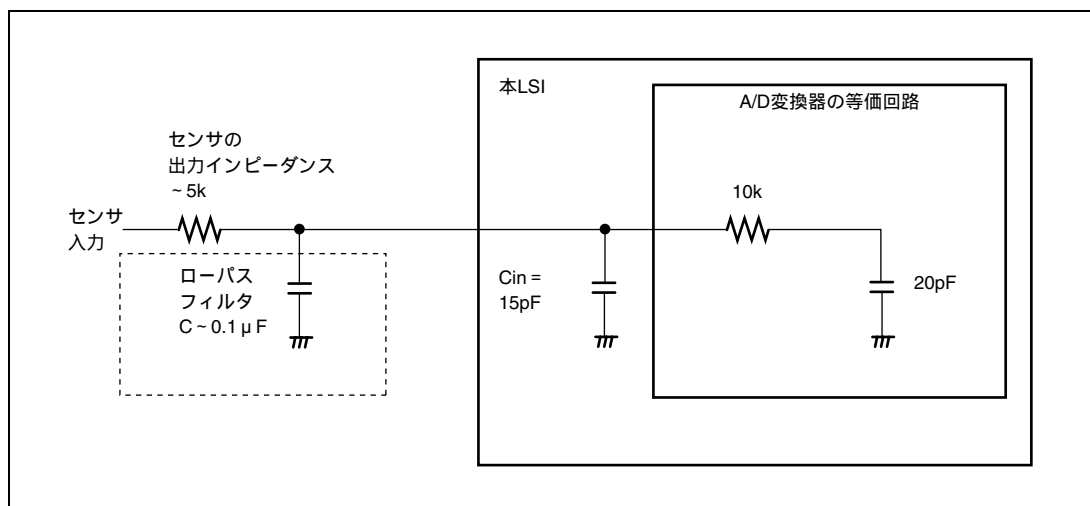 本LSI
A/D変換器の等価回路
センサの
出力インピーダンス
~5k
10k
センサ
入力
ローパス
フィルタ
C~0.1μF
Cin =
15pF
20pF